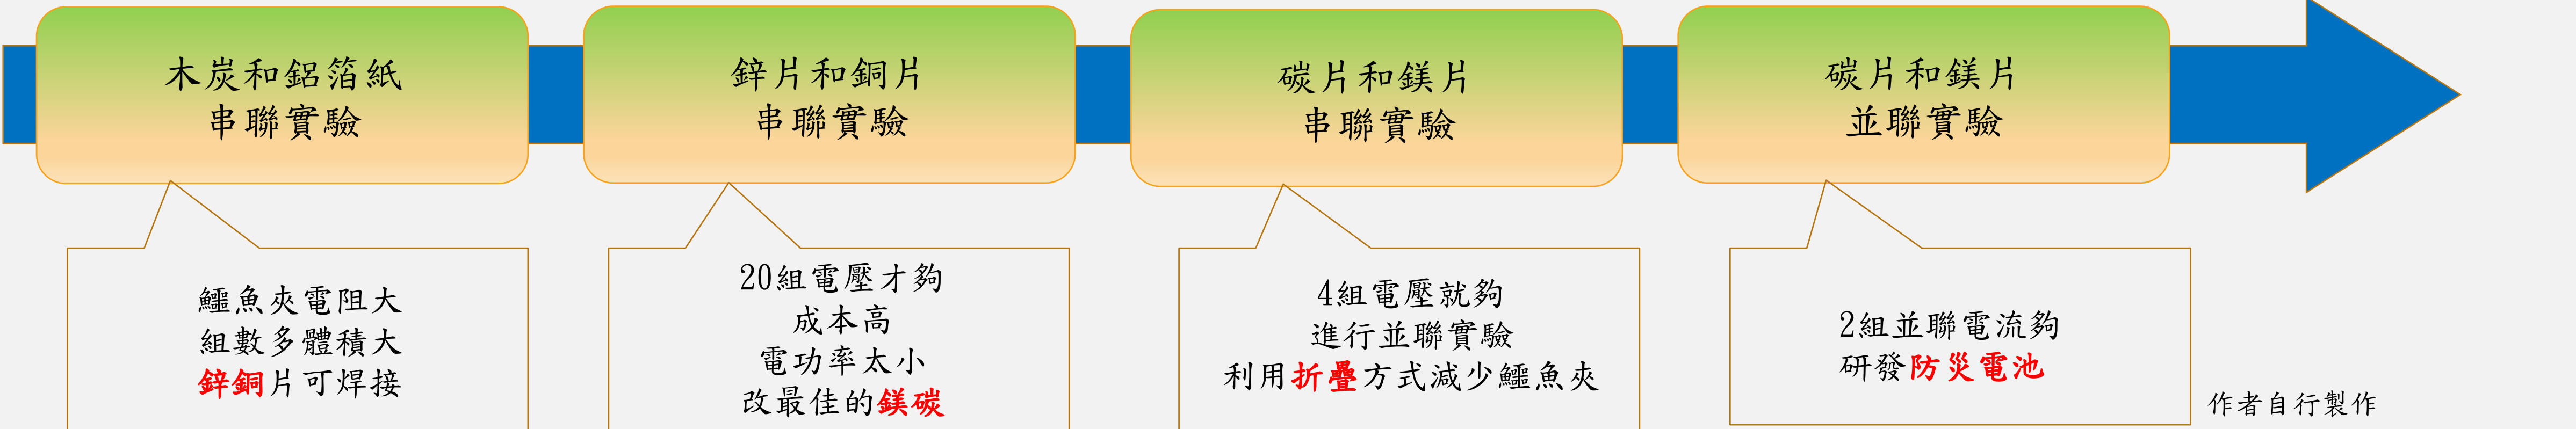 木炭和鋁箔紙
串聯實驗
鋅片和銅片
串聯實驗
碳片和鎂片
串聯實驗
碳片和鎂片
並聯實驗
鱷魚夾電阻大
組數多體積大
鋅銅片可焊接
20組電壓才夠
成本高
電功率太小
改最佳的鎂碳
4組電壓就夠
進行並聯實驗
利用折疊方式減少鱷魚夾
2組並聯電流夠
研發防災電池
作者自行製作